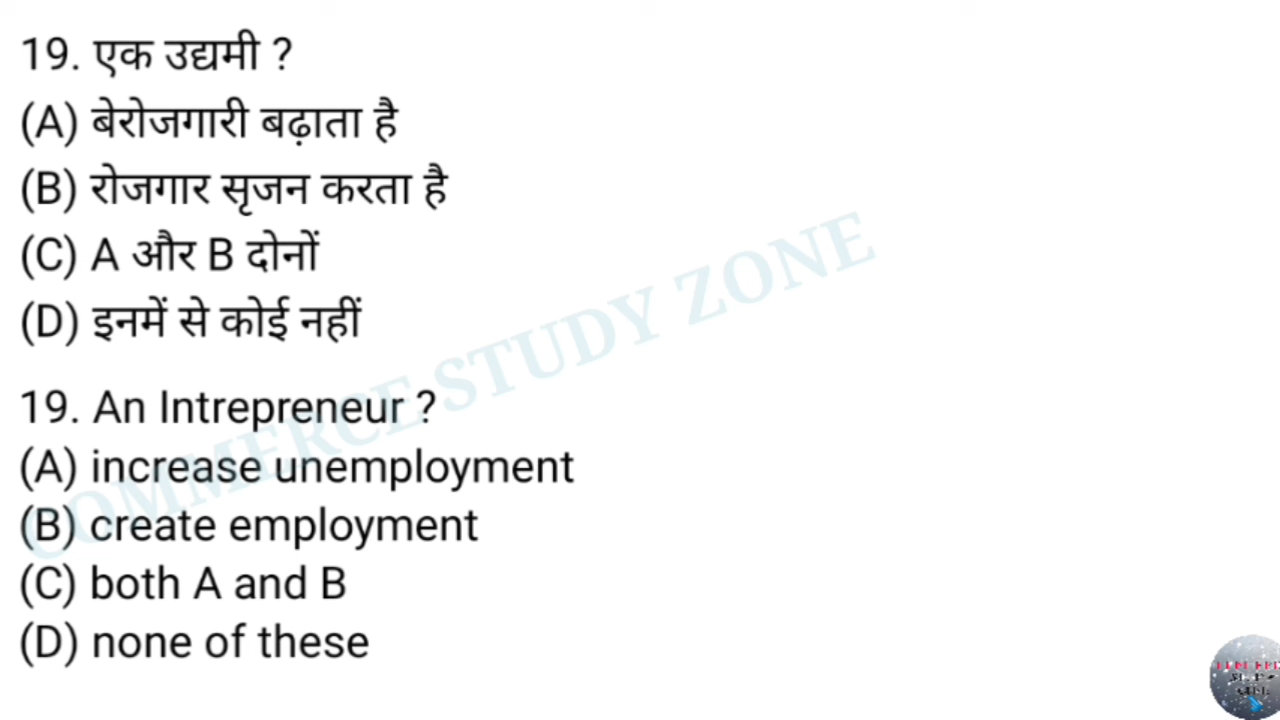 19. एक उद्यमी ?
(A) बेरोजगारी बढ़ाता है
(B) रोजगार सृजन करता है
(C) A और B दोनों
(D) इनमें से कोई नहीं
19. An Intrepreneur ?
(A) increase unemployment
(B) create employment
(C) both A and B
(D) none of these
COMMERCE STUDY ZONE